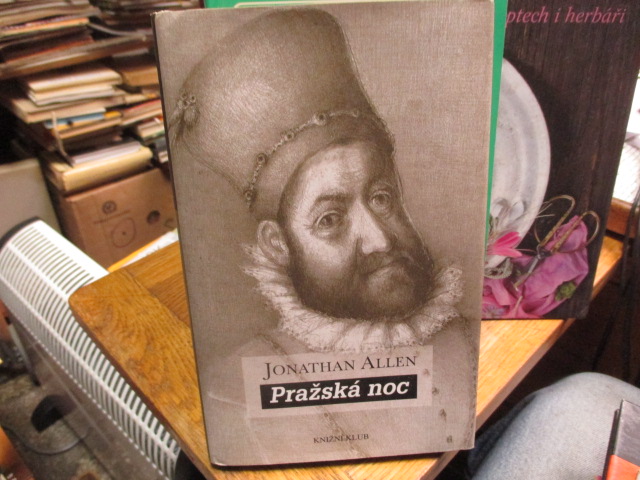 ptech i herbáři
JONATHAN ALLEN
Pražská noc
KNIŽNÍ KLUB